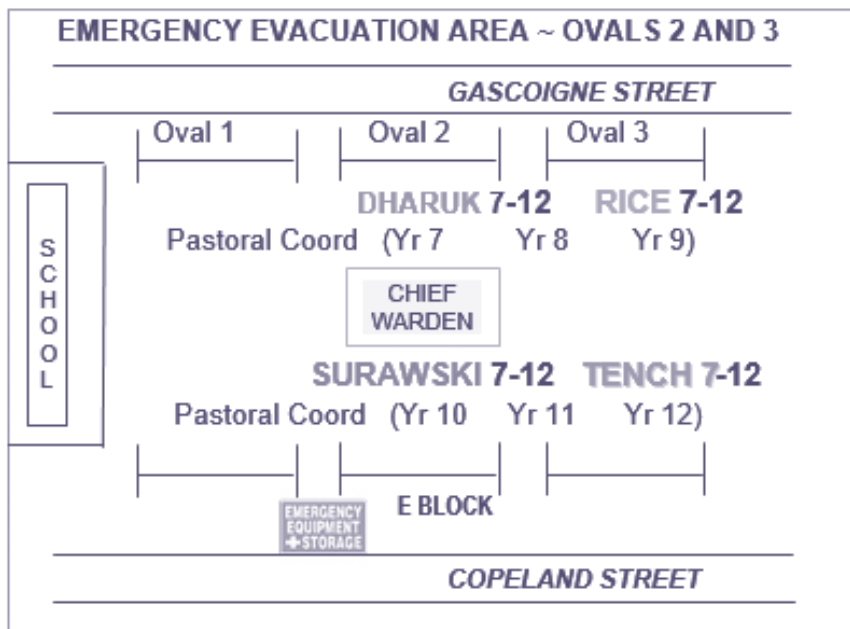 EMERGENCY EVACUATION AREA ~ OVALS 2 AND 3
GASCOIGNE STREET
Oval 1 Oval 2 Oval 3
DHARUK 7-12 RICE 7-12
Pastoral Coord (Yr 7 Yr 8 Yr 9)
SCHOOL
CHIEF
WARDEN
SURAWSKI 7-12 TENCH 7-12
Pastoral Coord (Yr 10 Yr 11 Yr 12)
E BLOCK
EMERGENCY
EQUIPMENT
+STORAGE
COPELAND STREET